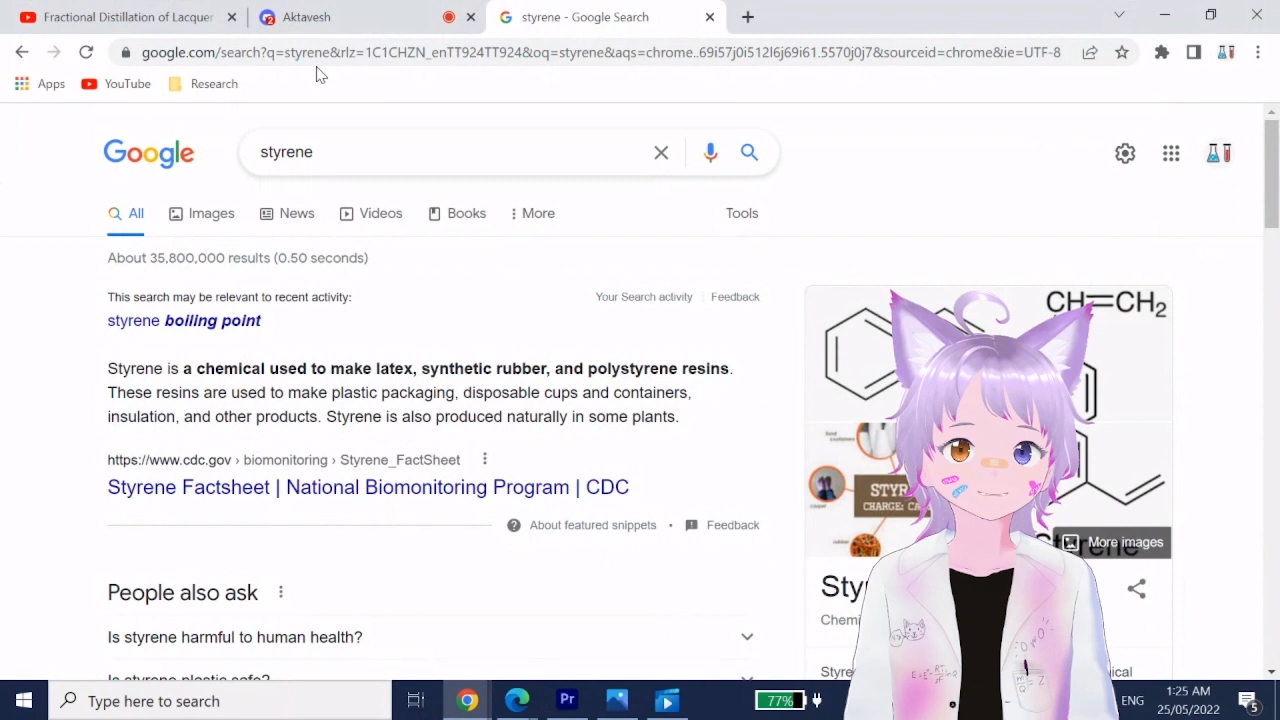 Fractional Distillation of Lacquer
Aktavesh
styrene - Google Search
google.com/search?q=styrene&rlz=1C1CHZN_enTT924TT924&oq=styrene&aqs=chrome..69i57j0i512l6j69i61.5570j0j7&sourceid=chrome&ie=UTF-8
Apps
YouTube
Research
Google
styrene
All
Images
News
Videos
Books
More
Tools
About 35,800,000 results (0.50 seconds)
This search may be relevant to recent activity:
Your Search activity
Feedback
styrene boiling point
CH=CH₂
Styrene is a chemical used to make latex, synthetic rubber, and polystyrene resins.
These resins are used to make plastic packaging, disposable cups and containers,
insulation, and other products. Styrene is also produced naturally in some plants.
https://www.cdc.gov › biomonitoring › Styrene_FactSheet
Styrene Factsheet | National Biomonitoring Program | CDC
About featured snippets
Feedback
More images
People also ask
Is styrene harmful to human health?
Is styrene plastic safe?
Type here to search
Pr
77%
ENG
1:25 AM
25/05/2022
5